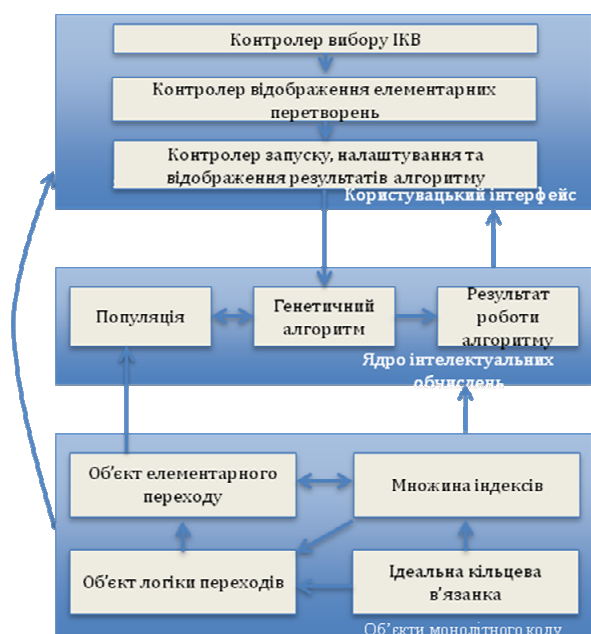 Контролер вибору ІКВ
Контролер відображення елементарних
перетворень
Контролер запуску, налаштування та
відображення результатів алгоритму
Користувацький інтерфейс
Популяція
Генетичний
алгоритм
Результат
роботи
алгоритму
Ядро інтелектуальних
обчислень
Об’єкт елементарного
переходу
Множина індексів
Об’єкт логіки переходів
Ідеальна кільцева
в’язанка
Об’єкти монолітного коду